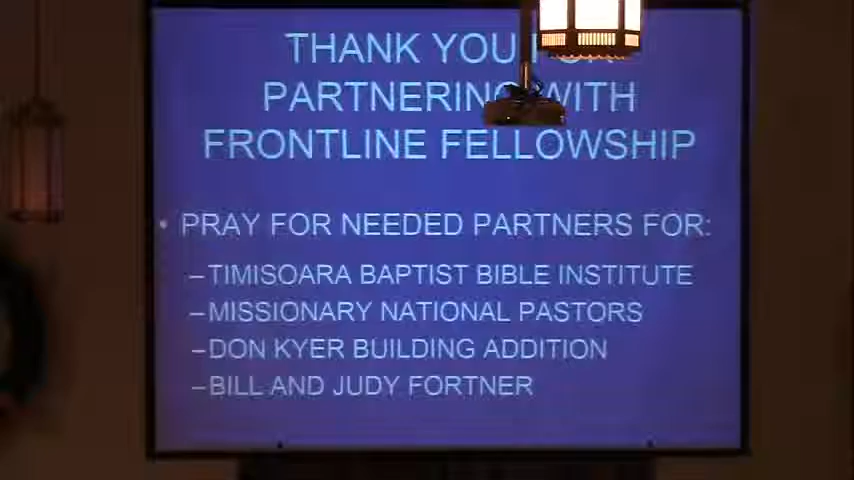 THANK YOU FOR
PARTNERING WITH
FRONTLINE FELLOWSHIP
• PRAY FOR NEEDED PARTNERS FOR:
–TIMISOARA BAPTIST BIBLE INSTITUTE
–MISSIONARY NATIONAL PASTORS
–DON KYER BUILDING ADDITION
–BILL AND JUDY FORTNER